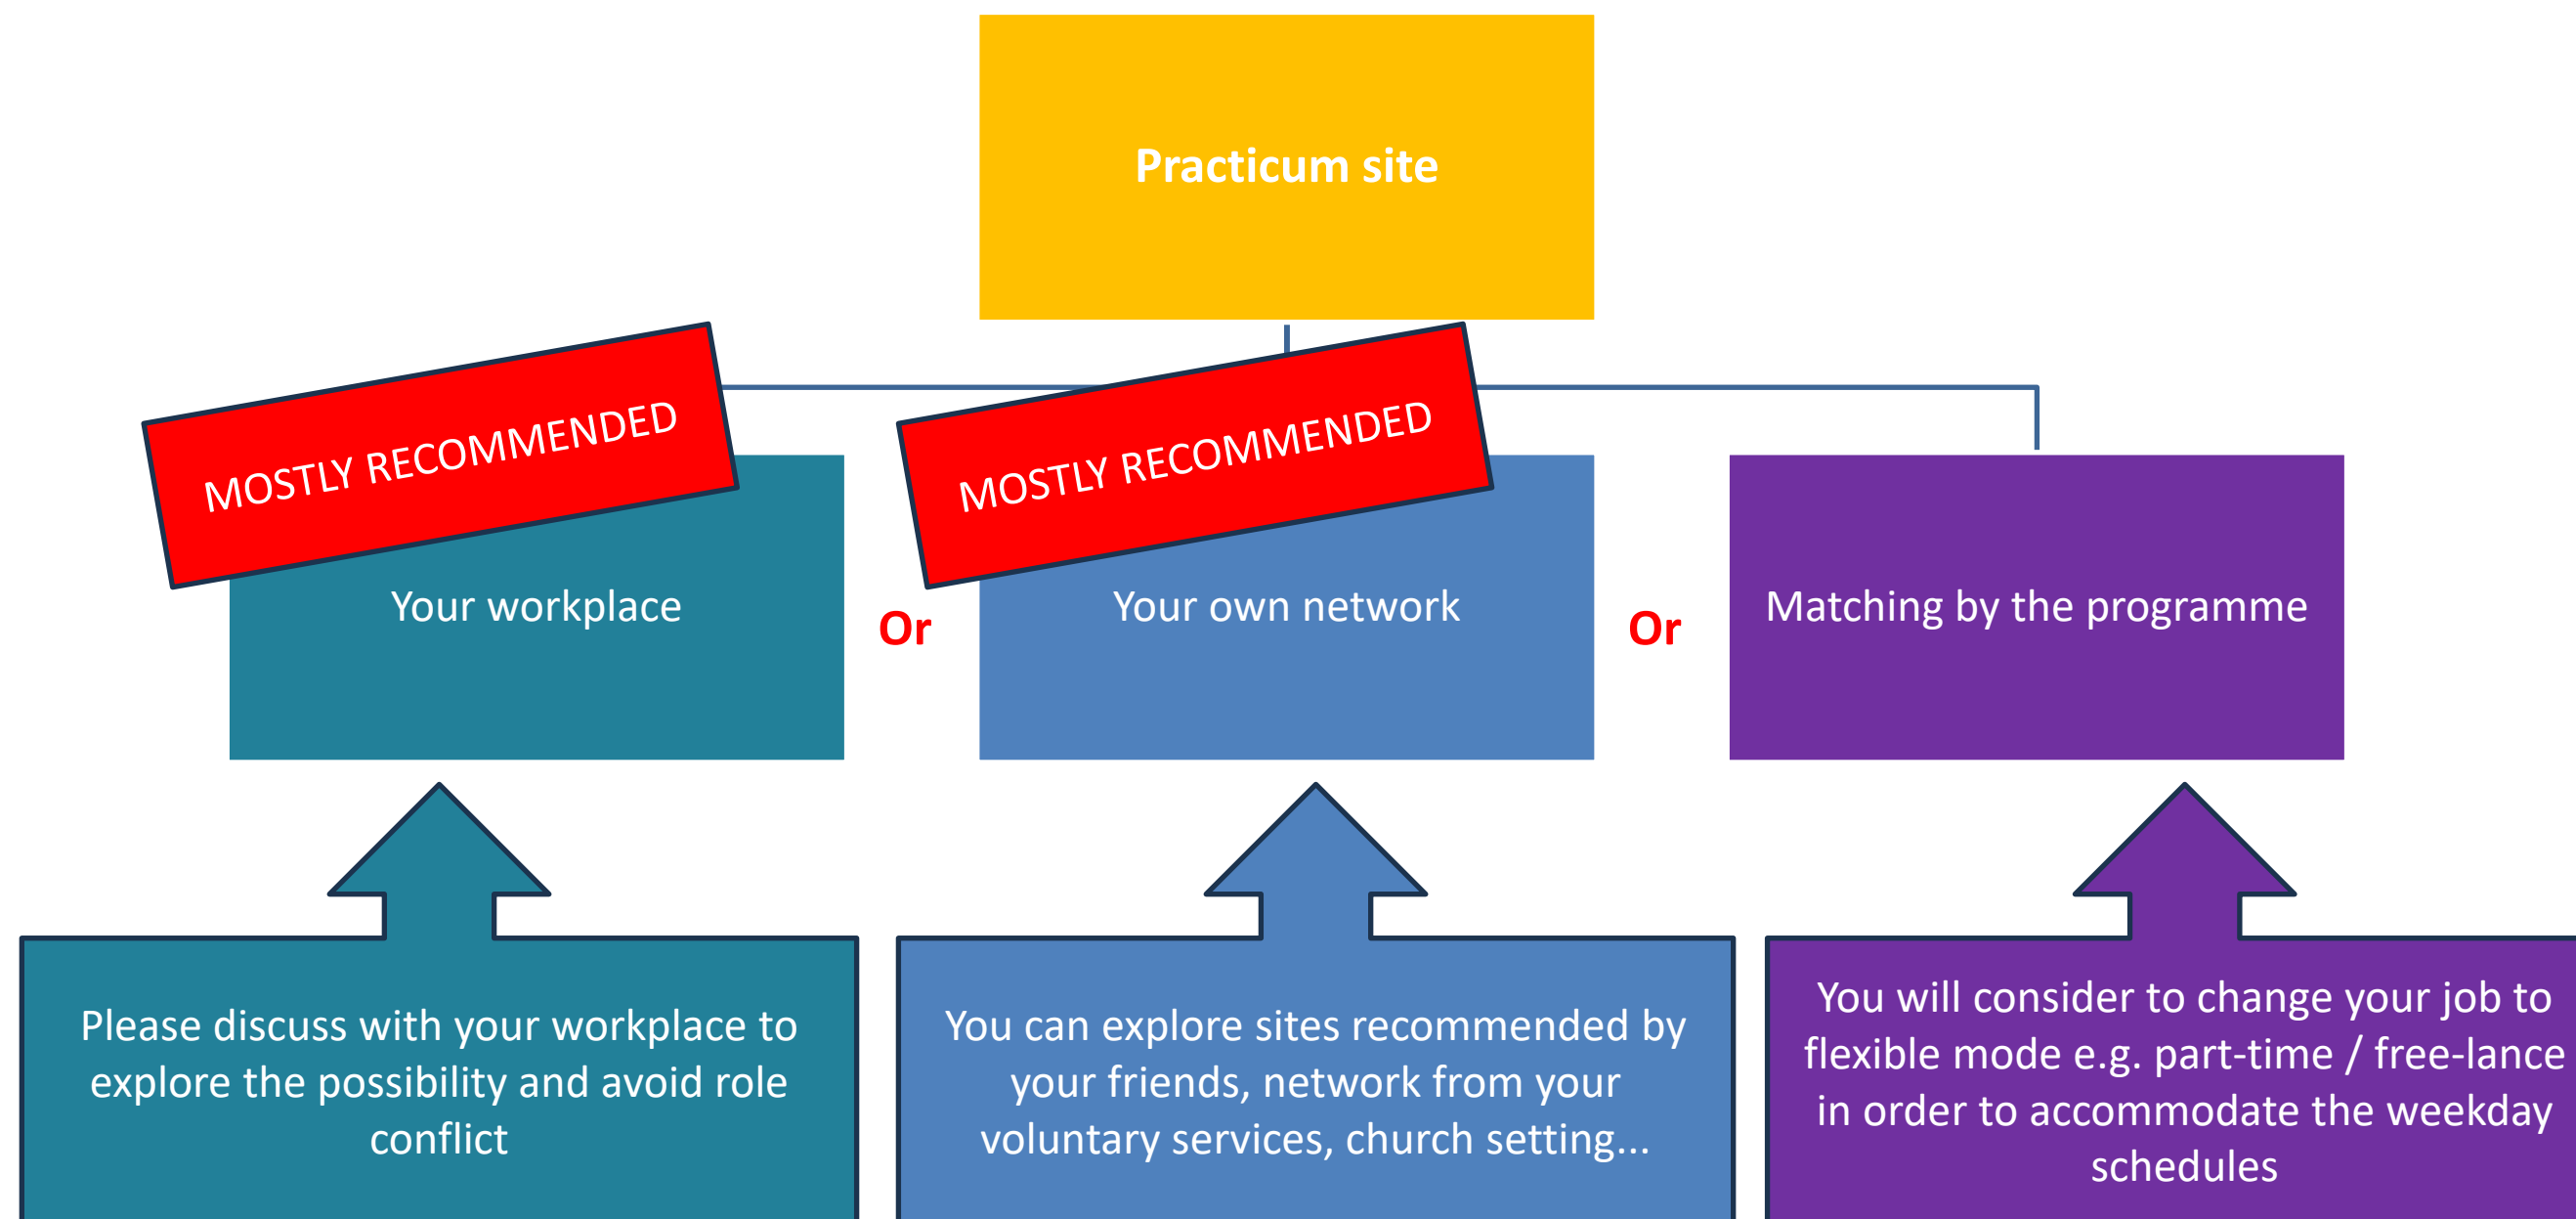 Practicum site
MOSTLY RECOMMENDED
MOSTLY RECOMMENDED
Your workplace
Or
Your own network
Or
Matching by the programme
Please discuss with your workplace to
explore the possibility and avoid role
conflict
You can explore sites recommended by
your friends, network from your
voluntary services, church setting...
You will consider to change your job to
flexible mode e.g. part-time / free-lance
in order to accommodate the weekday
schedules